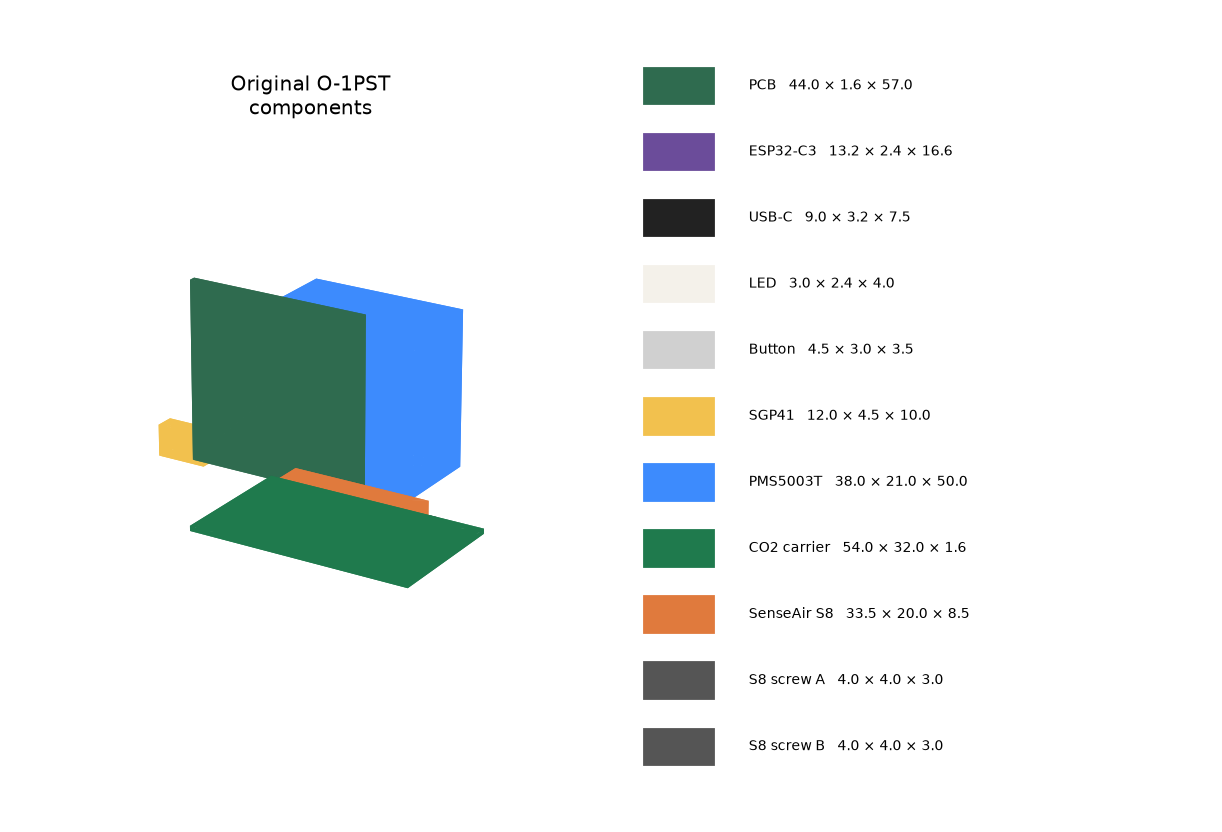 Original O-1PST
components
PCB 44.0 × 1.6 × 57.0
ESP32-C3 13.2 × 2.4 × 16.6
USB-C 9.0 × 3.2 × 7.5
LED 3.0 × 2.4 × 4.0
Button 4.5 × 3.0 × 3.5
SGP41 12.0 × 4.5 × 10.0
PMS5003T 38.0 × 21.0 × 50.0
CO2 carrier 54.0 × 32.0 × 1.6
SenseAir S8 33.5 × 20.0 × 8.5
S8 screw A 4.0 × 4.0 × 3.0
S8 screw B 4.0 × 4.0 × 3.0